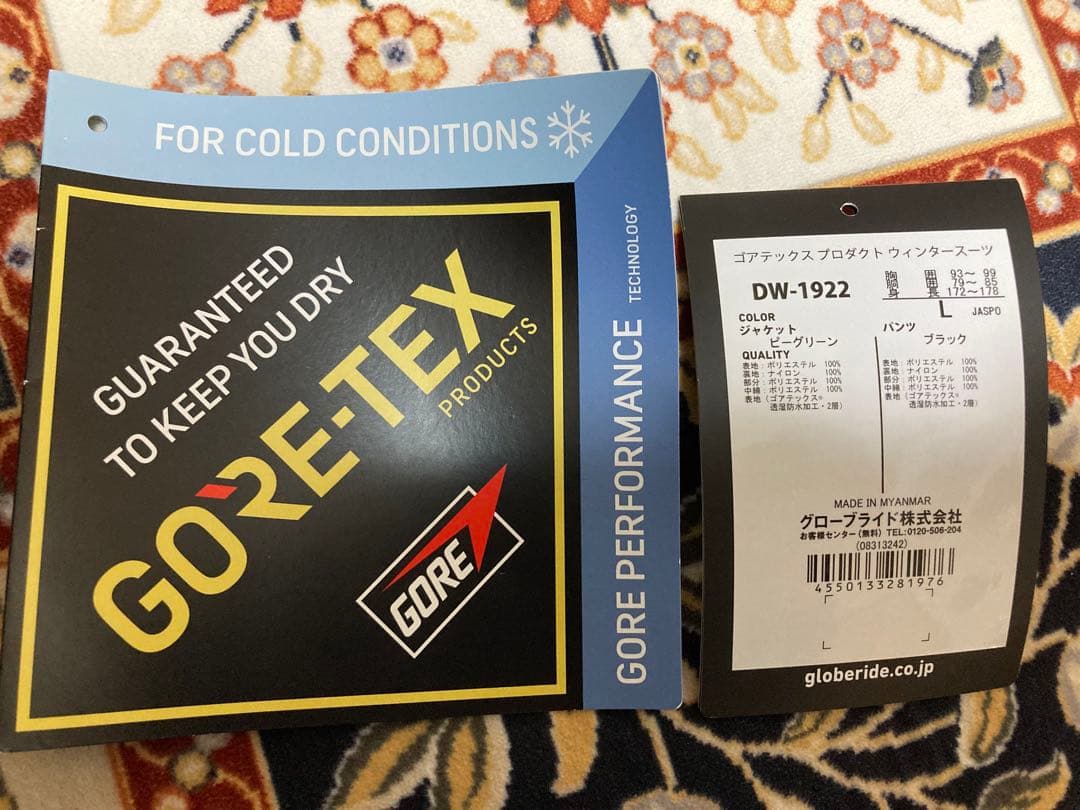 FOR COLD CONDITIONS
GUARANTEED
TO KEEP YOU DRY
GORE-TEX
PRODUCTS
GORE
GORE PERFORMANCE TECHNOLOGY
ゴアテックス プロダクト ウィンタースーツ
DW-1922
胸 囲 93〜 99
胴 囲 79〜 85
身 長 172〜178
L JASPO
COLOR
ジャケット
ピーグリーン
QUALITY
表地：ポリエステル 100%
裏地：ナイロン 100%
部分：ポリエステル 100%
中綿：ポリエステル 100%
表地（ゴアテックス®
透湿防水加工・2層）
パンツ
ブラック
表地：ポリエステル 100%
裏地：ナイロン 100%
部分：ポリエステル 100%
中綿：ポリエステル 100%
表地（ゴアテックス®
透湿防水加工・2層）
MADE IN MYANMAR
グローブライド株式会社
お客様センター（無料）TEL:0120-506-204
(08313242)
4550133281976
globeride.co.jp